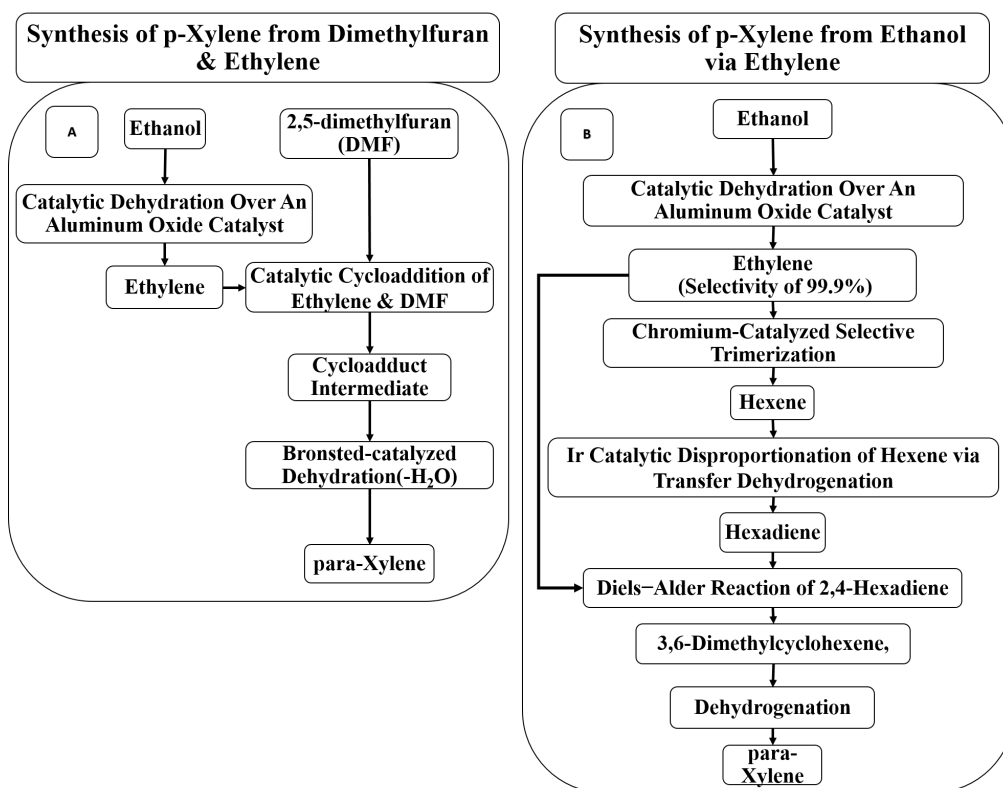 Synthesis of p-Xylene from Dimethylfuran
& Ethylene
A
Ethanol
2,5-dimethylfuran
(DMF)
Catalytic Dehydration Over An
Aluminum Oxide Catalyst
Ethylene
Catalytic Cycloaddition of
Ethylene & DMF
Cycloadduct
Intermediate
Bronsted-catalyzed
Dehydration(-H₂O)
para-Xylene
Synthesis of p-Xylene from Ethanol
via Ethylene
B
Ethanol
Catalytic Dehydration Over An
Aluminum Oxide Catalyst
Ethylene
(Selectivity of 99.9%)
Chromium-Catalyzed Selective
Trimerization
Hexene
Ir Catalytic Disproportionation of Hexene via
Transfer Dehydrogenation
Hexadiene
Diels−Alder Reaction of 2,4-Hexadiene
3,6-Dimethylcyclohexene,
Dehydrogenation
para-
Xylene